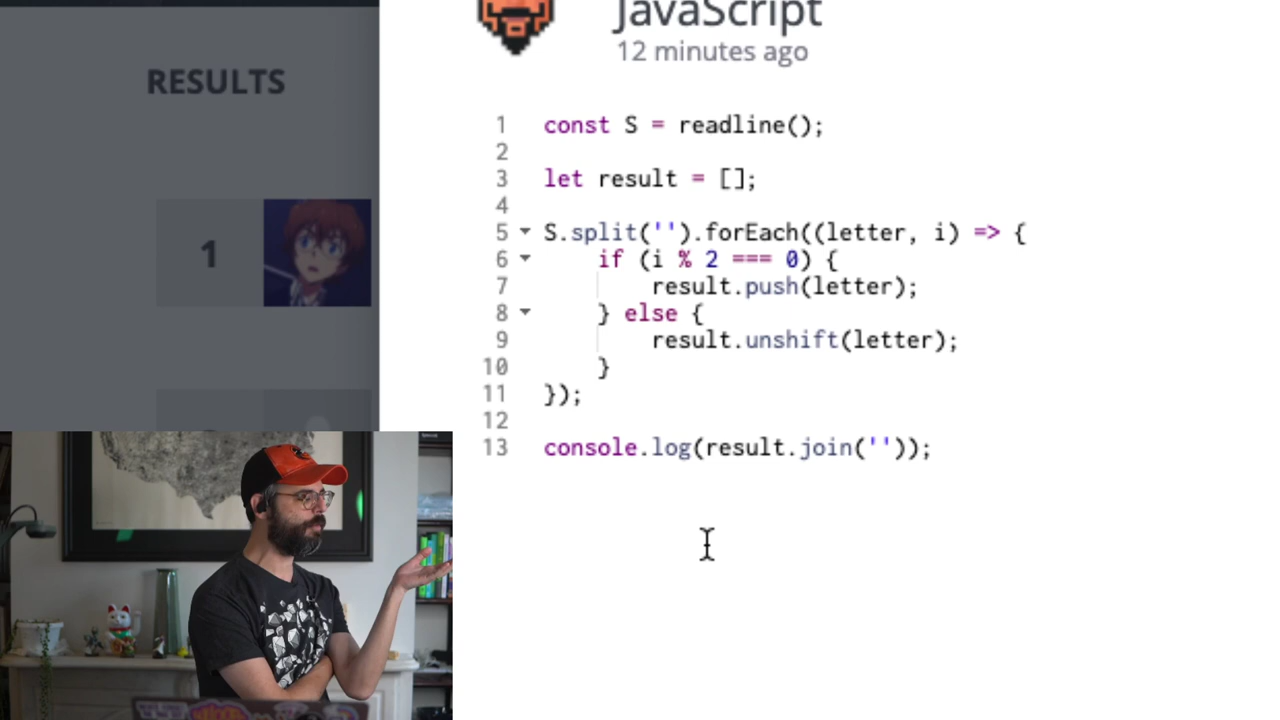 JavaScript
12 minutes ago
RESULTS
1
1 const S = readline();
2
3 let result = [];
4
5 S.split('').forEach((letter, i) => {
6 if (i % 2 === 0) {
7 result.push(letter);
8 } else {
9 result.unshift(letter);
10 }
11 });
12
13 console.log(result.join(''));